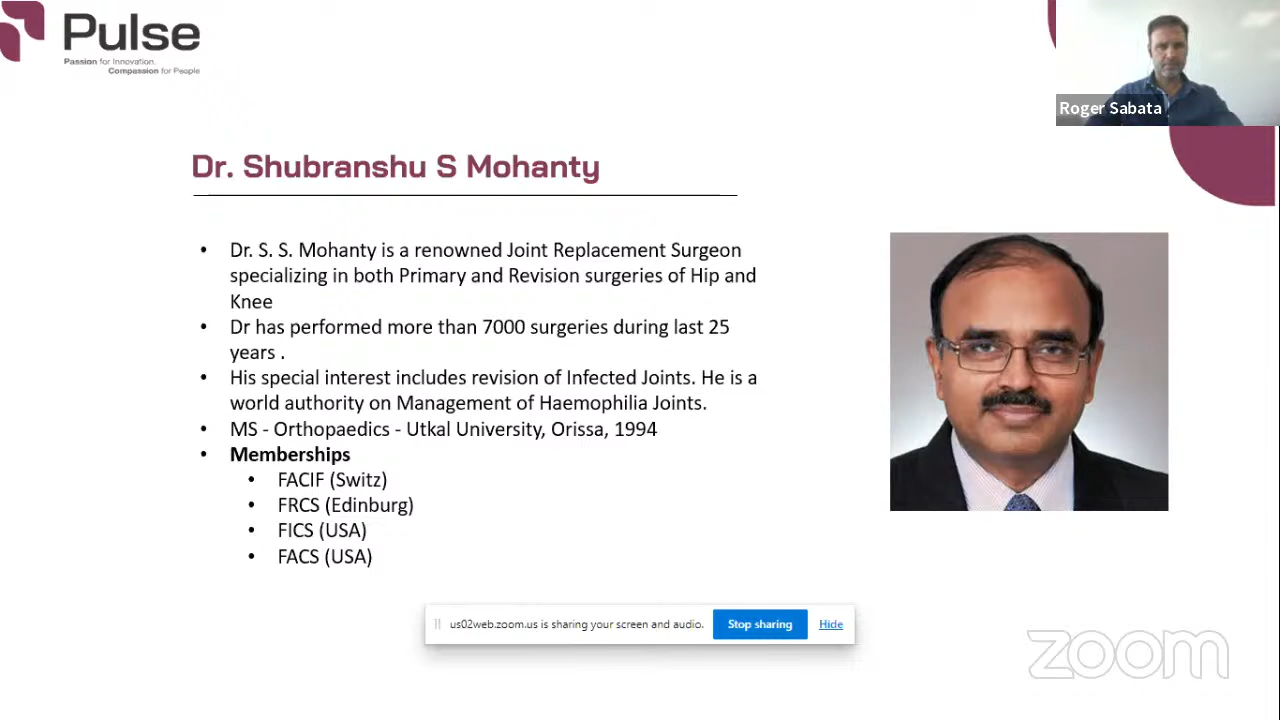 Pulse
Passion for Innovation.
Compassion for People
Roger Sabata
Dr. Shubranshu S Mohanty
• Dr. S. S. Mohanty is a renowned Joint Replacement Surgeon
specializing in both Primary and Revision surgeries of Hip and
Knee
• Dr has performed more than 7000 surgeries during last 25
years .
• His special interest includes revision of Infected Joints. He is a
world authority on Management of Haemophilia Joints.
• MS - Orthopaedics - Utkal University, Orissa, 1994
• Memberships
• FACIF (Switz)
• FRCS (Edinburg)
• FICS (USA)
• FACS (USA)
us02web.zoom.us is sharing your screen and audio.
Stop sharing
Hide
zoom